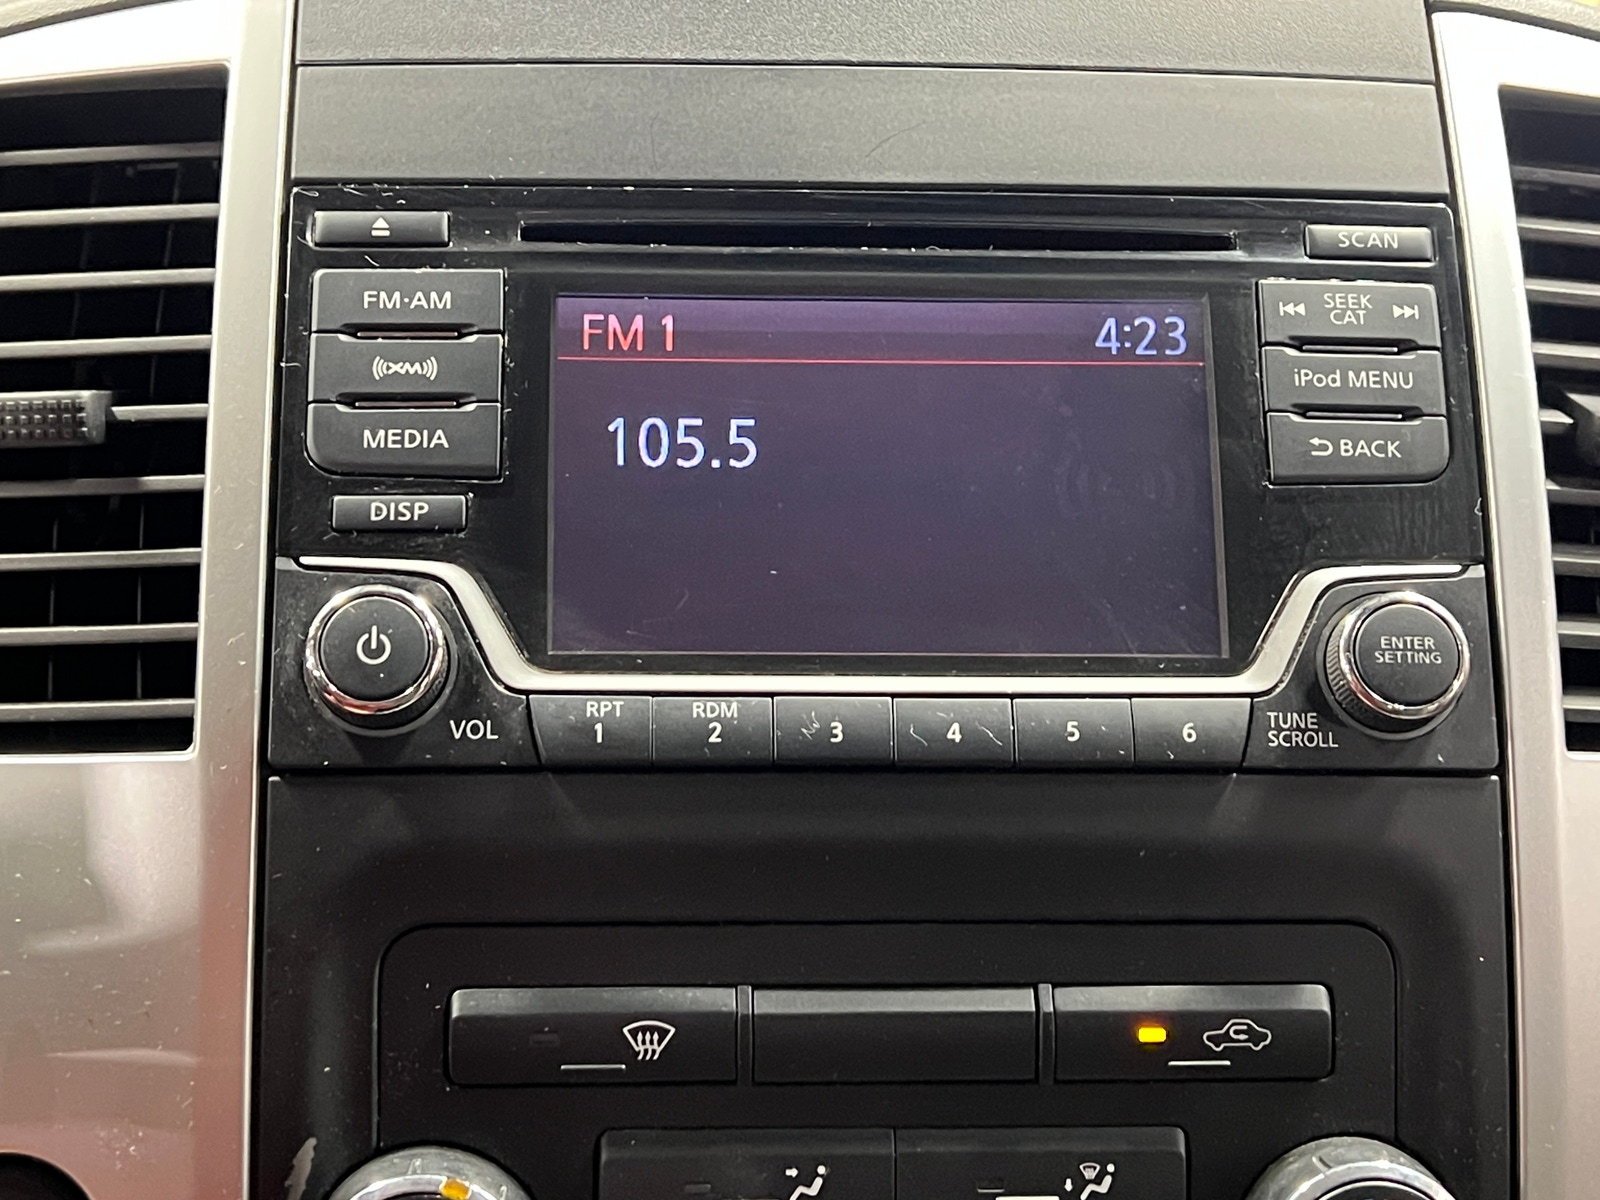 SCAN
FM·AM
SEEK
CAT
FM 1
4:23
XM
iPod MENU
MEDIA
105.5
BACK
DISP
ENTER
SETTING
VOL
RPT
1
RDM
2
3
4
5
6
TUNE
SCROLL